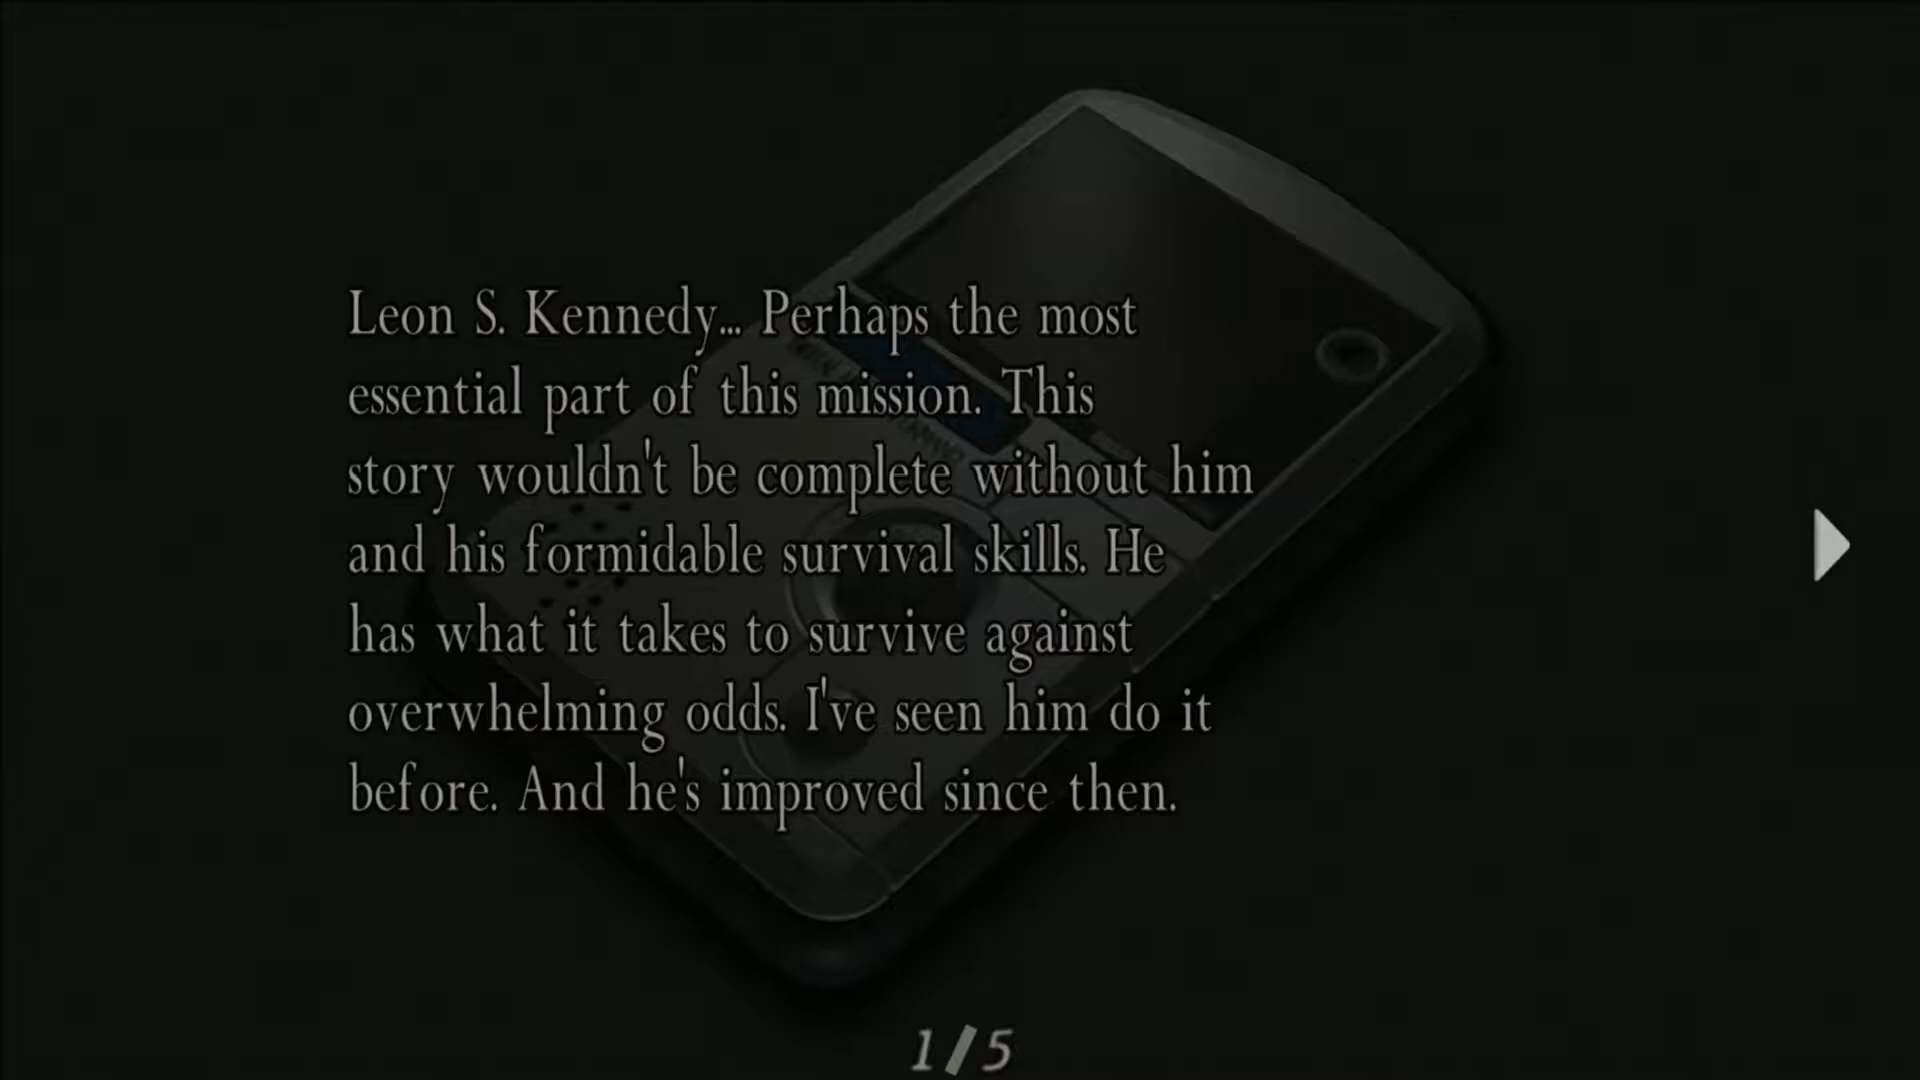 Leon S. Kennedy... Perhaps the most
essential part of this mission. This
story wouldn't be complete without him
and his formidable survival skills. He
has what it takes to survive against
overwhelming odds. I've seen him do it
before. And he's improved since then.
1/5